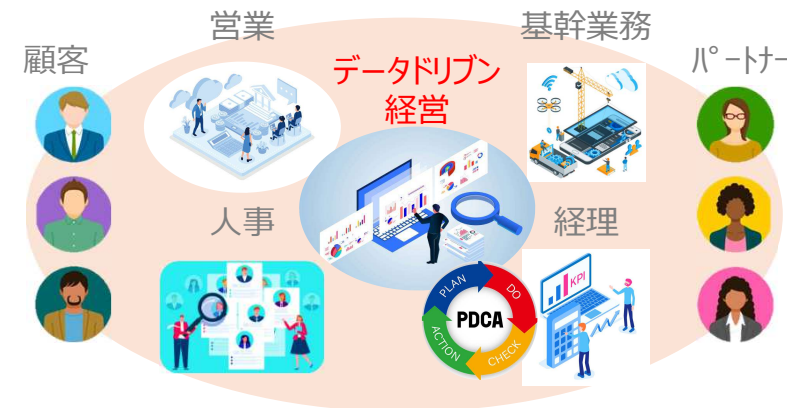 営業
基幹業務
顧客
データドリブン
経営
パートナー
人事
経理
KPI
PLAN
DO
PDCA
ACTION
CHECK